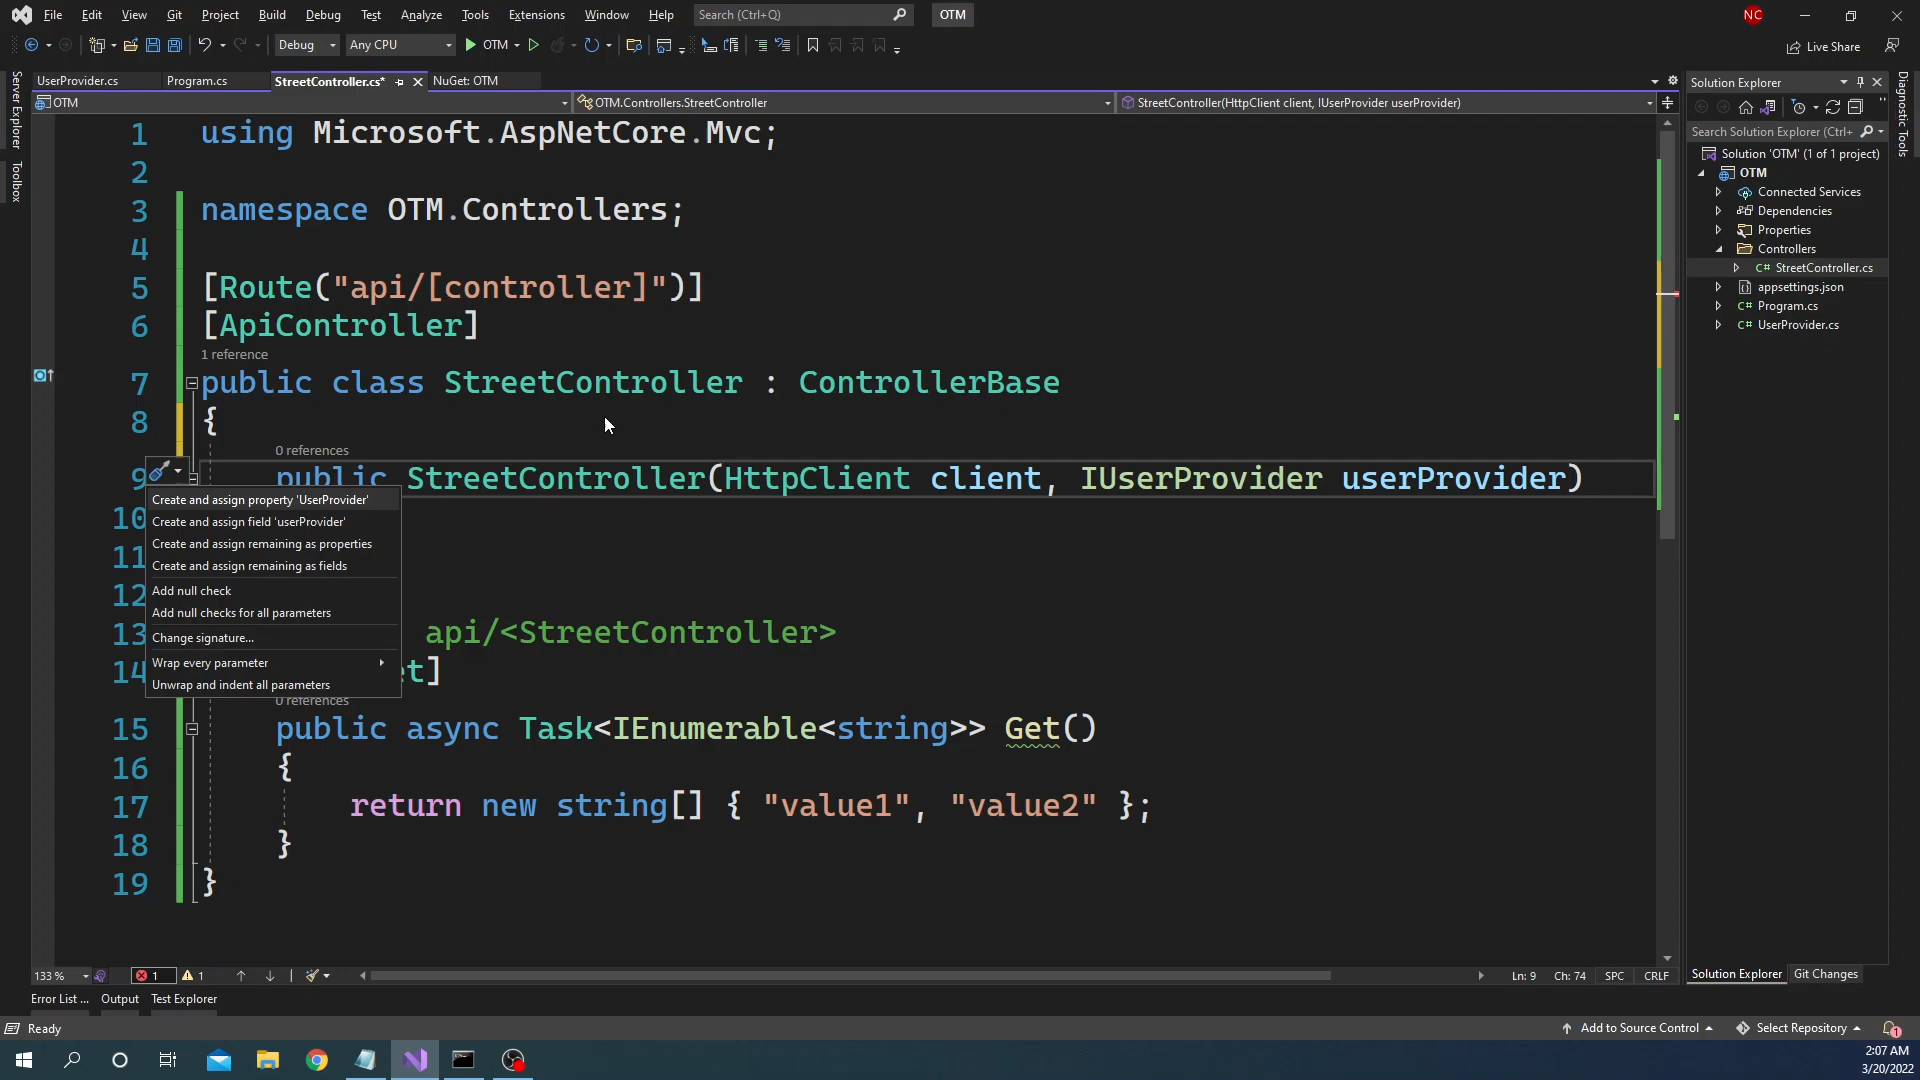 File Edit View Git Project Build Debug Test Analyze Tools Extensions Window Help Search (Ctrl+Q) OTM NC
Debug Any CPU OTM Live Share
UserProvider.cs Program.cs StreetController.cs* NuGet: OTM
OTM OTM.Controllers.StreetController StreetController(HttpClient client, IUserProvider userProvider)
Server Explorer
Toolbox
1 using Microsoft.AspNetCore.Mvc;
2
3 namespace OTM.Controllers;
4
5 [Route("api/[controller]")]
6 [ApiController]
1 reference
7 public class StreetController : ControllerBase
8 {
0 references
9 public StreetController(HttpClient client, IUserProvider userProvider)
Create and assign property 'UserProvider'
10 Create and assign field 'userProvider'
Create and assign remaining as properties
11 Create and assign remaining as fields
12 Add null check
Add null checks for all parameters
13 api/<StreetController>
Change signature...
14 t]
Wrap every parameter
Unwrap and indent all parameters
0 references
15 public async Task<IEnumerable<string>> Get()
16 {
17 return new string[] { "value1", "value2" };
18 }
19 }
133 % 1 1 Ln: 9 Ch: 74 SPC CRLF
Error List ... Output Test Explorer
Solution Explorer
Search Solution Explorer (Ctrl+
Solution 'OTM' (1 of 1 project)
OTM
Connected Services
Dependencies
Properties
Controllers
C# StreetController.cs
appsettings.json
C# Program.cs
C# UserProvider.cs
Solution Explorer Git Changes
Diagnostic Tools
Ready Add to Source Control Select Repository 1
2:07 AM
3/20/2022